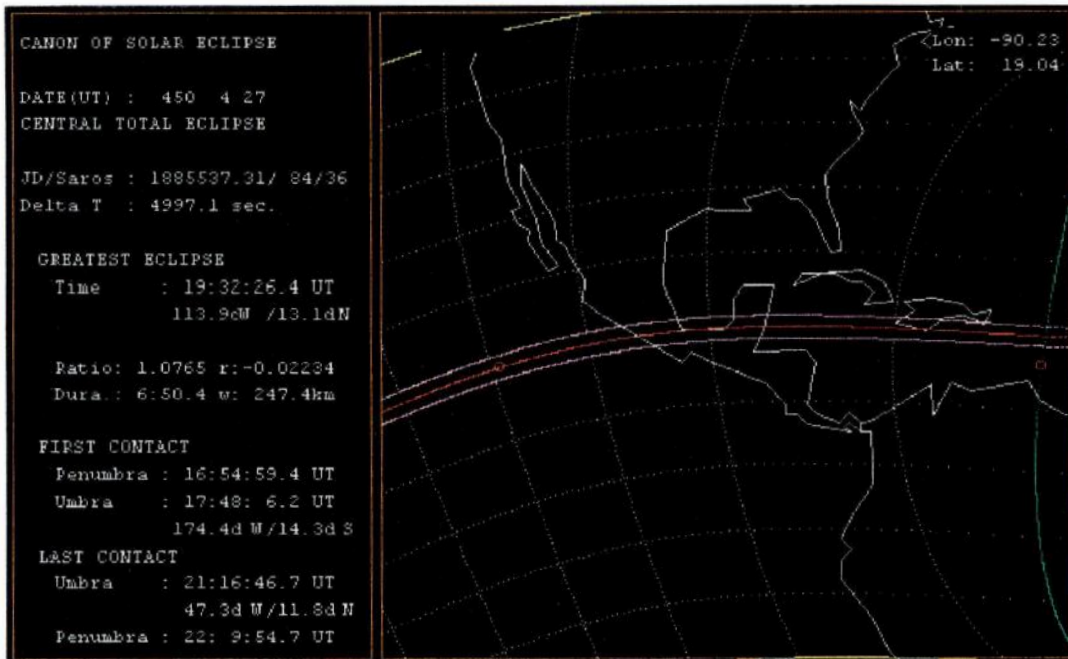 CANON OF SOLAR ECLIPSE
DATE(UT) : 450 4 27
CENTRAL TOTAL ECLIPSE
JD/Saros : 1885537.31/ 84/36
Delta T : 4997.1 sec.
GREATEST ECLIPSE
Time : 19:32:26.4 UT
113.9dW /13.1dN
Ratio: 1.0765 r:-0.02234
Dura.: 6:50.4 w: 247.4km
FIRST CONTACT
Penumbra : 16:54:59.4 UT
Umbra : 17:48: 6.2 UT
174.4d W/14.3d S
LAST CONTACT
Umbra : 21:16:46.7 UT
47.3d W/11.8d N
Penumbra : 22: 9:54.7 UT
Lon: -90.23
Lat: 19.04